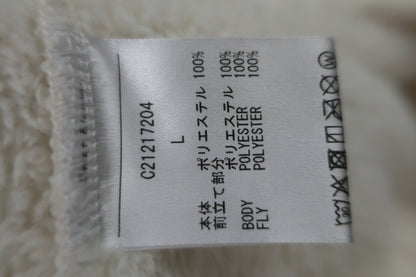 C21217204
L
本体 ポリエステル 100%
前立て部分 ポリエステル 100%
BODY POLYESTER 100%
FLY POLYESTER 100%